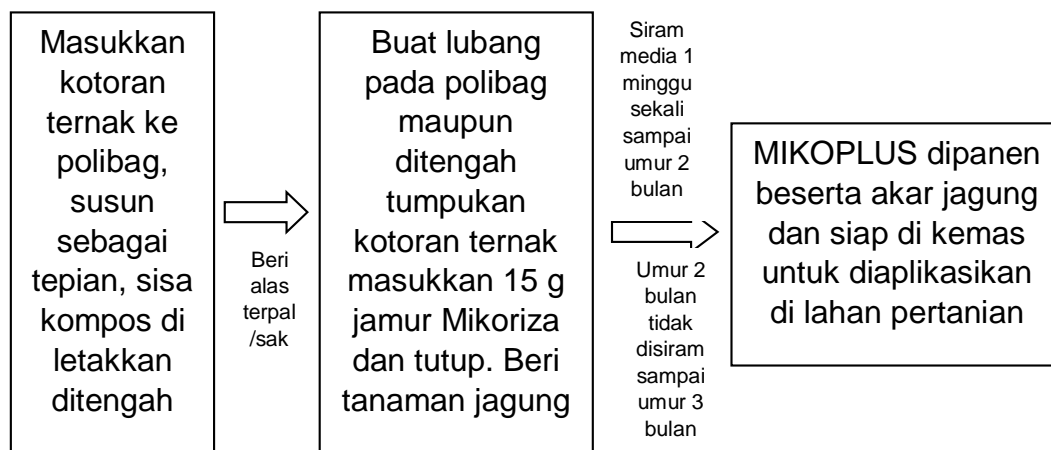 Masukkan
kotoran
ternak ke
polibag,
susun
sebagai
tepian, sisa
kompos di
letakkan
ditengah
Beri
alas
terpal
/sak
Buat lubang
pada polibag
maupun
ditengah
tumpukan
kotoran ternak
masukkan 15 g
jamur Mikoriza
dan tutup. Beri
tanaman jagung
Siram
media 1
minggu
sekali
sampai
umur 2
bulan
Umur 2
bulan
tidak
disiram
sampai
umur 3
bulan
MIKOPLUS dipanen
beserta akar jagung
dan siap di kemas
untuk diaplikasikan
di lahan pertanian